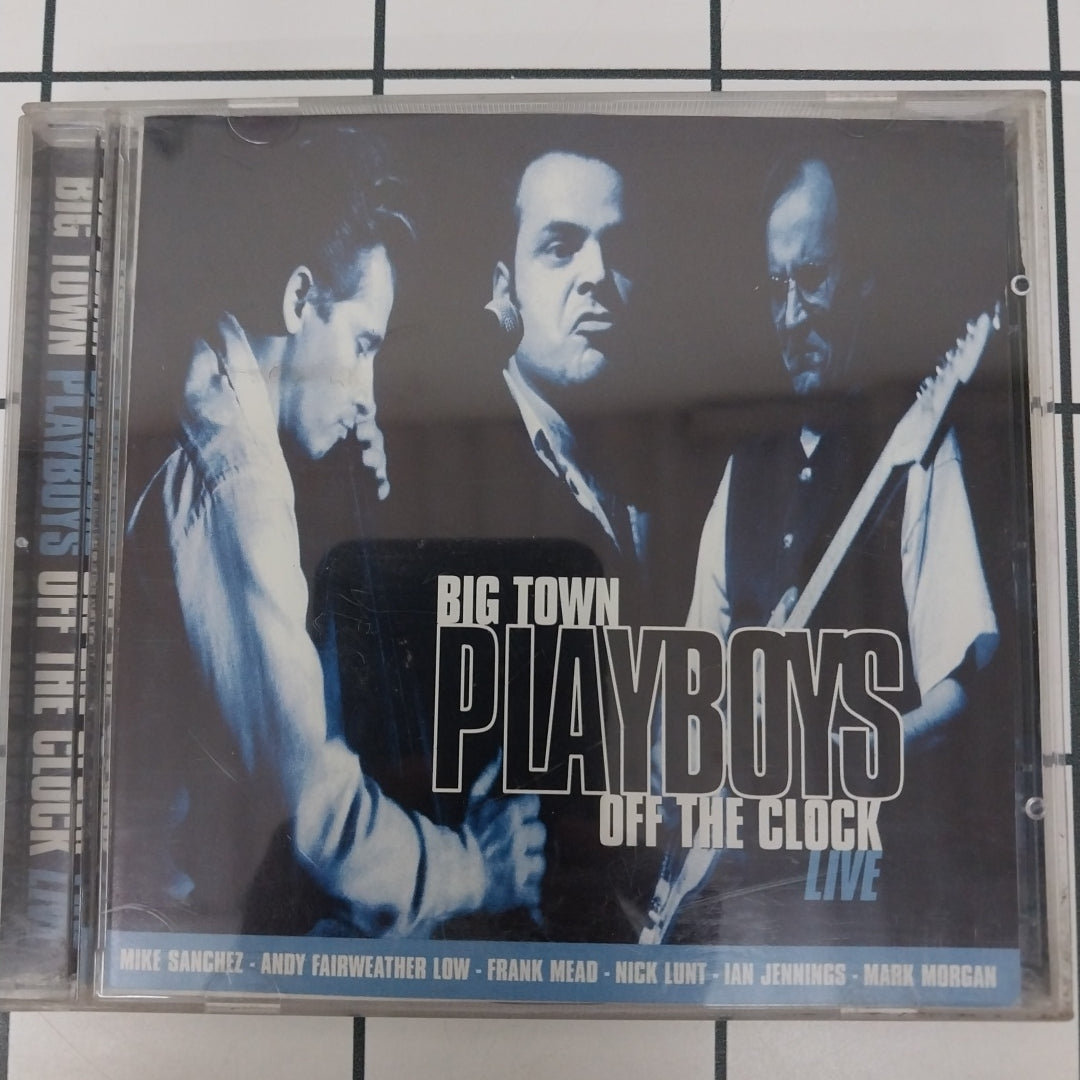 BIG TOWN PLAYBOYS OFF THE CLOCK LIVE
BIG TOWN
PLAYBOYS
OFF THE CLOCK
LIVE
MIKE SANCHEZ - ANDY FAIRWEATHER LOW - FRANK MEAD - NICK LUNT - IAN JENNINGS - MARK MORGAN